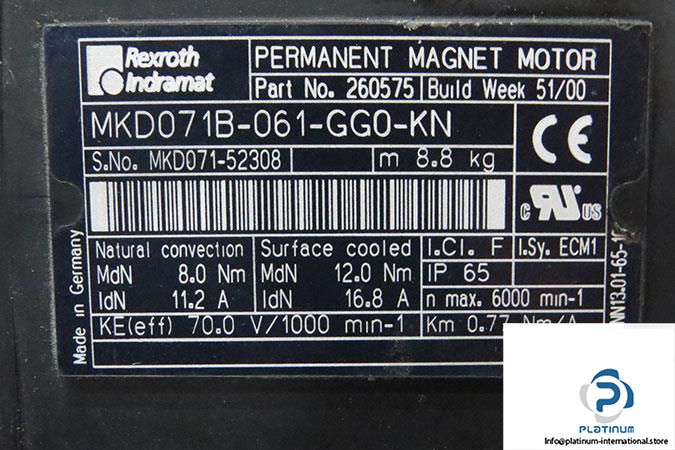 Rexroth
Indramat
PERMANENT MAGNET MOTOR
Part No. 260575 Build Week 51/00
MKD071B-061-GG0-KN
CE
S.No. MKD071-52308 m 8.8 kg
c RU US
Natural convection Surface cooled I.Cl. F I.Sy. ECM1
MdN 8.0 Nm MdN 12.0 Nm IP 65
IdN 11.2 A IdN 16.8 A n max. 6000 min-1
KE(eff) 70.0 V/1000 min-1 Km 0.77 Nm/A
Made in Germany
PLATINUM
Info@platinum-international.store